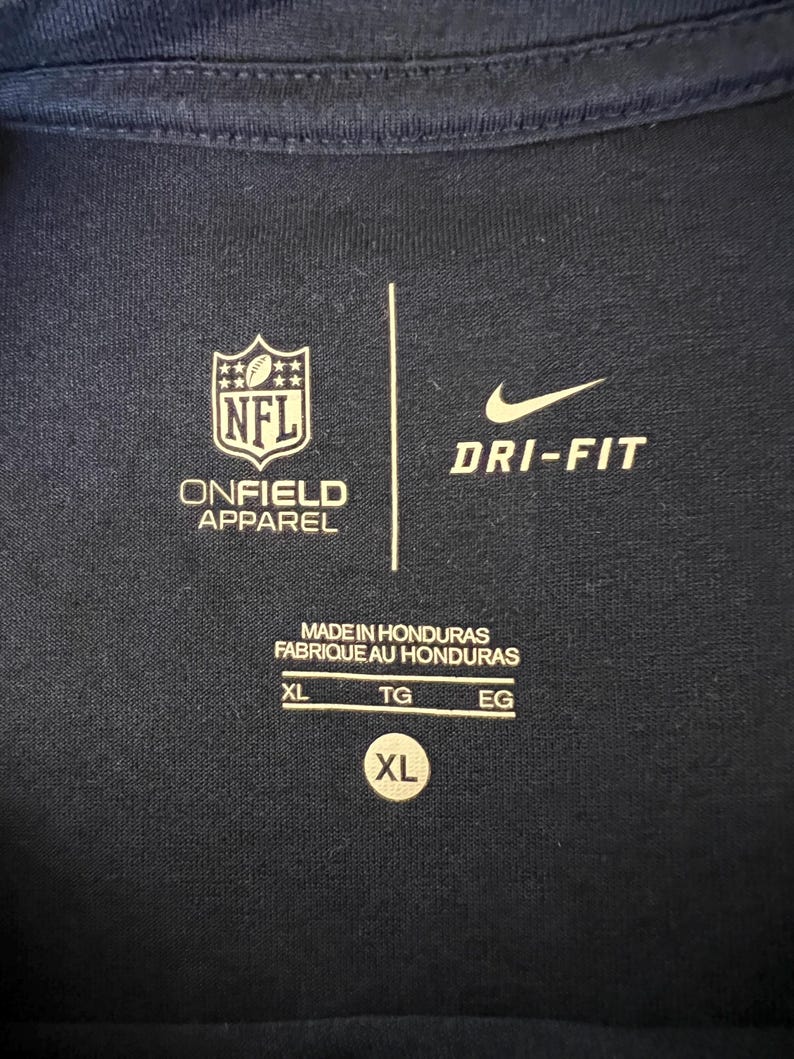 NFL
ONFIELD
APPAREL
DRI-FIT
MADE IN HONDURAS
FABRIQUE AU HONDURAS
XL TG EG
XL